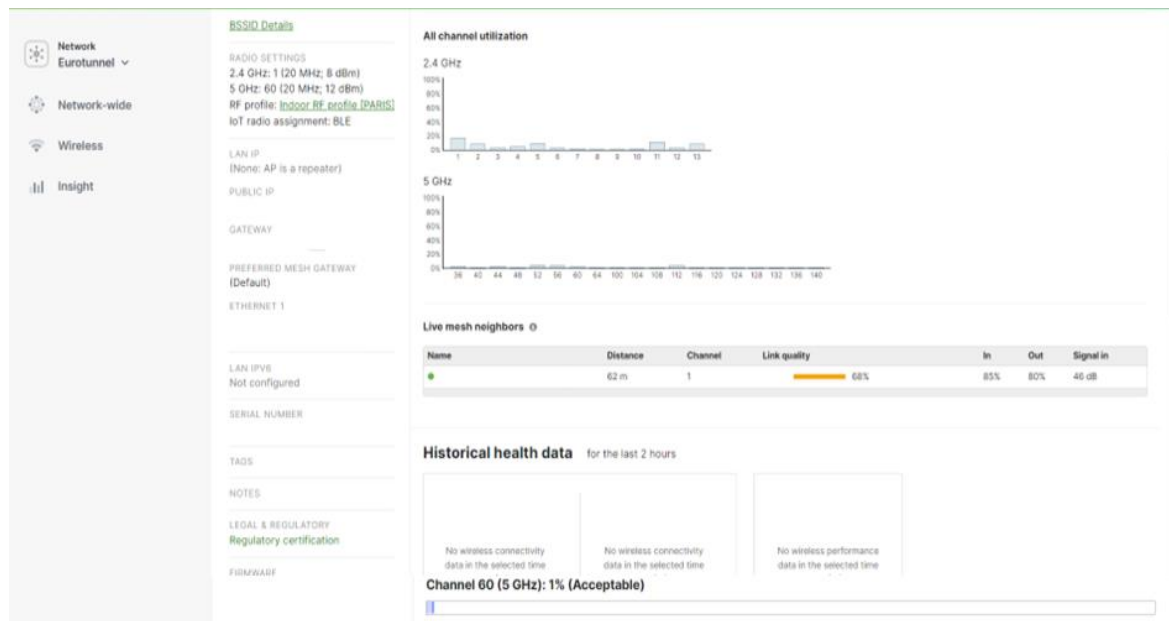 Network
Eurotunnel
Network-wide
Wireless
Insight
BSSID Details
RADIO SETTINGS
2.4 GHz: 1 (20 MHz; 8 dBm)
5 GHz: 60 (20 MHz; 12 dBm)
RF profile: Indoor RF profile [PARIS]
IoT radio assignment: BLE
LAN IP
(None: AP is a repeater)
PUBLIC IP
GATEWAY
PREFERRED MESH GATEWAY
(Default)
ETHERNET 1
LAN IPV6
Not configured
SERIAL NUMBER
TAGS
NOTES
LEGAL & REGULATORY
Regulatory certification
FIRMWARE
All channel utilization
2.4 GHz
100%
80%
60%
40%
20%
0%
1 2 3 4 5 6 7 8 9 10 11 12 13
5 GHz
100%
80%
60%
40%
20%
0%
36 40 44 48 52 56 60 64 100 104 108 112 116 120 124 128 132 136 140
Live mesh neighbors
Name Distance Channel Link quality In Out Signal in
62 m 1 68% 85% 80% 46 dB
Historical health data for the last 2 hours
No wireless connectivity
data in the selected time
No wireless connectivity
data in the selected time
No wireless performance
data in the selected time
Channel 60 (5 GHz): 1% (Acceptable)